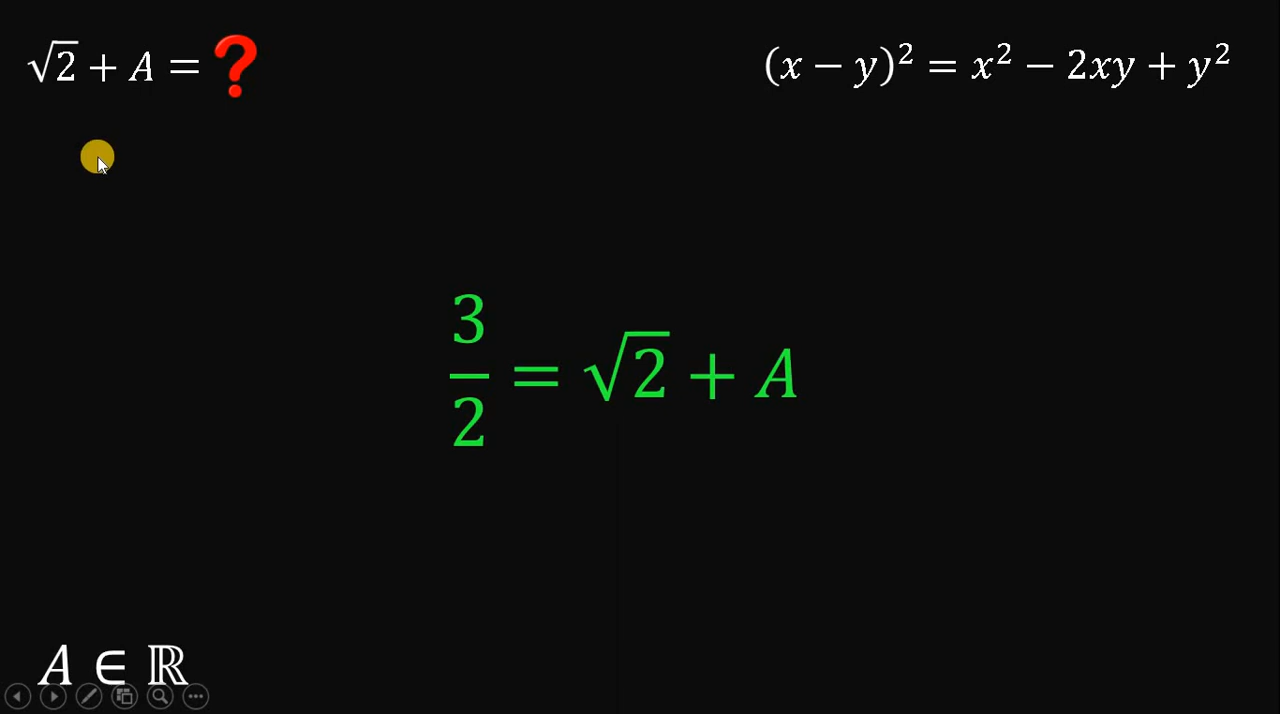 √2 + A = ❓
(x − y)² = x² − 2xy + y²
3/2 = √2 + A
A ∈ ℝ